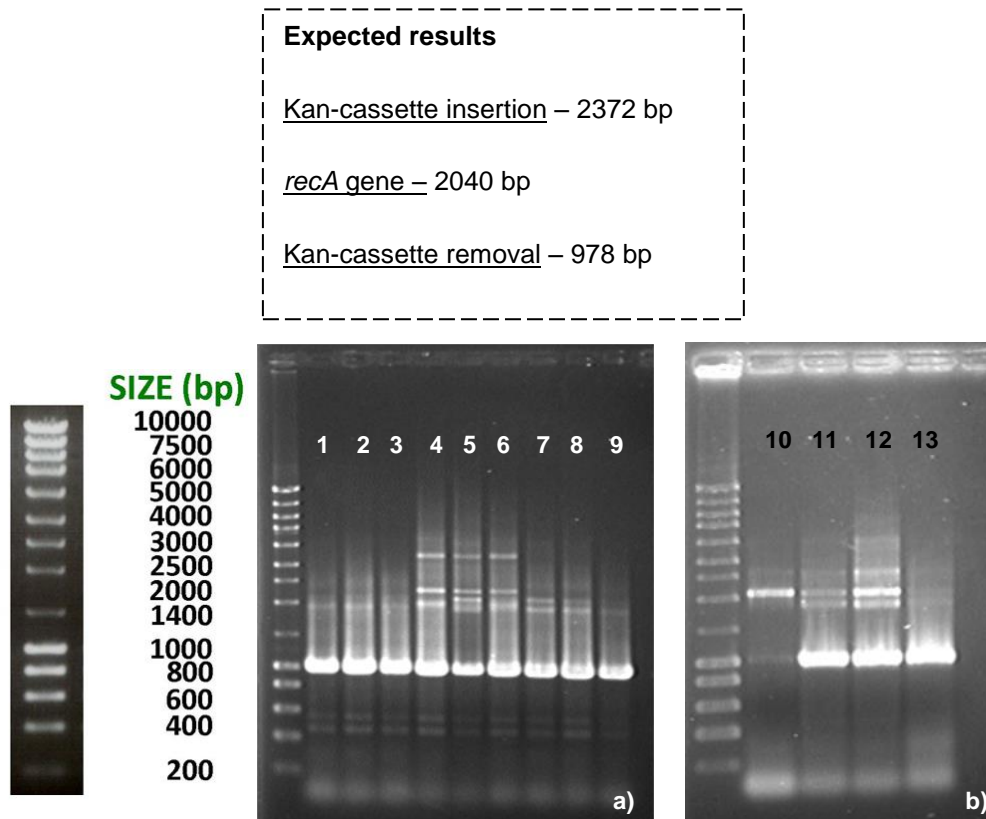 Expected results
Kan-cassette insertion – 2372 bp
recA gene – 2040 bp
Kan-cassette removal – 978 bp
SIZE (bp)
10000
7500
6000
5000
4000
3000
2500
2000
1400
1000
800
600
400
200
1 2 3 4 5 6 7 8 9
a)
10 11 12 13
b)